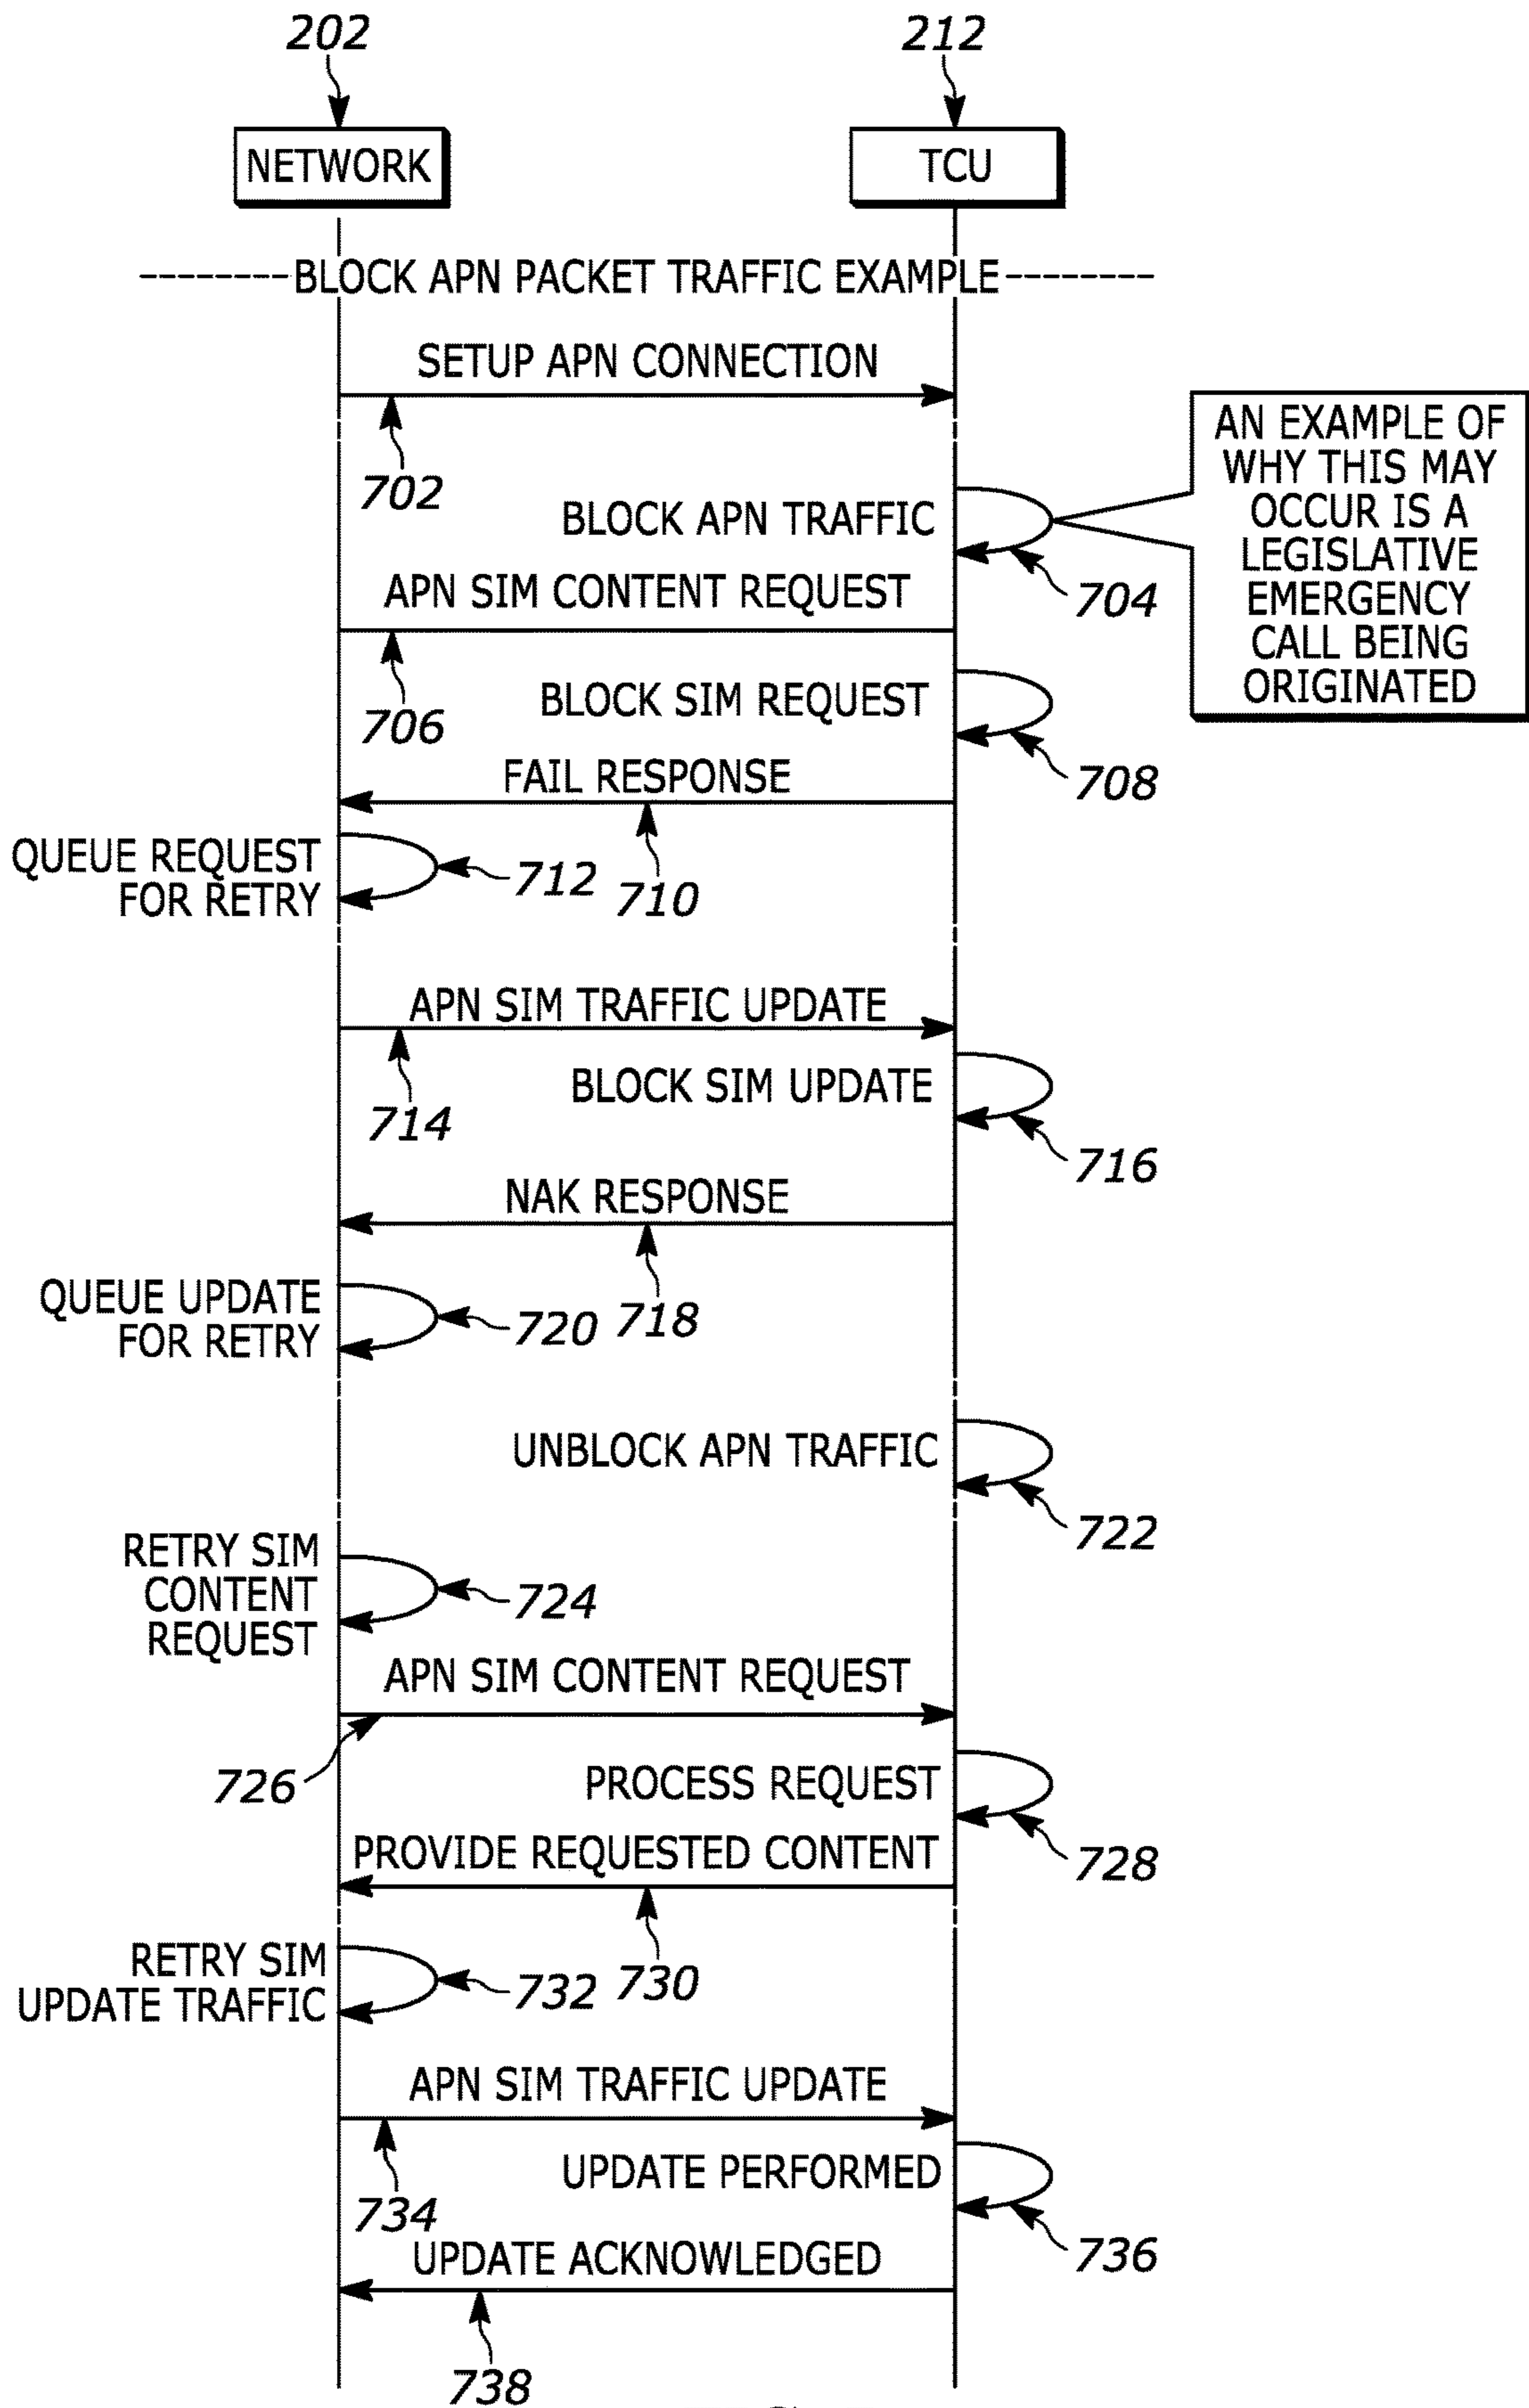 202
212
NETWORK
TCU
BLOCK APN PACKET TRAFFIC EXAMPLE
SETUP APN CONNECTION
702
AN EXAMPLE OF
WHY THIS MAY
OCCUR IS A
LEGISLATIVE
EMERGENCY
CALL BEING
ORIGINATED
BLOCK APN TRAFFIC
704
APN SIM CONTENT REQUEST
706
BLOCK SIM REQUEST
708
FAIL RESPONSE
710
QUEUE REQUEST
FOR RETRY
712
APN SIM TRAFFIC UPDATE
714
BLOCK SIM UPDATE
716
NAK RESPONSE
718
QUEUE UPDATE
FOR RETRY
720
UNBLOCK APN TRAFFIC
722
RETRY SIM
CONTENT
REQUEST
724
APN SIM CONTENT REQUEST
726
PROCESS REQUEST
728
PROVIDE REQUESTED CONTENT
730
RETRY SIM
UPDATE TRAFFIC
732
APN SIM TRAFFIC UPDATE
734
UPDATE PERFORMED
736
UPDATE ACKNOWLEDGED
738